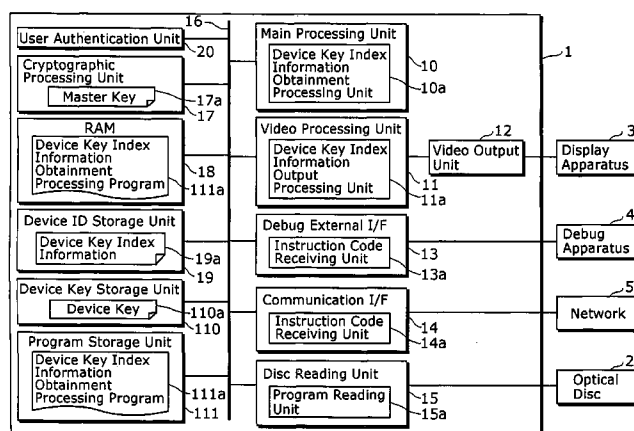 16
User Authentication Unit
20
Cryptographic
Processing Unit
Master Key
17a
17
RAM
Device Key Index
Information
Obtainment
Processing Program
18
111a
Device ID Storage Unit
Device Key Index
Information
19a
19
Device Key Storage Unit
Device Key
110a
110
Program Storage Unit
Device Key Index
Information
Obtainment
Processing Program
111a
111
Main Processing Unit
Device Key Index
Information
Obtainment
Processing Unit
10
10a
1
Video Processing Unit
Device Key Index
Information
Output
Processing Unit
11
11a
12
Video Output
Unit
3
Display
Apparatus
Debug External I/F
Instruction Code
Receiving Unit
13
13a
4
Debug
Apparatus
Communication I/F
Instruction Code
Receiving Unit
14
14a
5
Network
Disc Reading Unit
Program Reading
Unit
15
15a
2
Optical
Disc